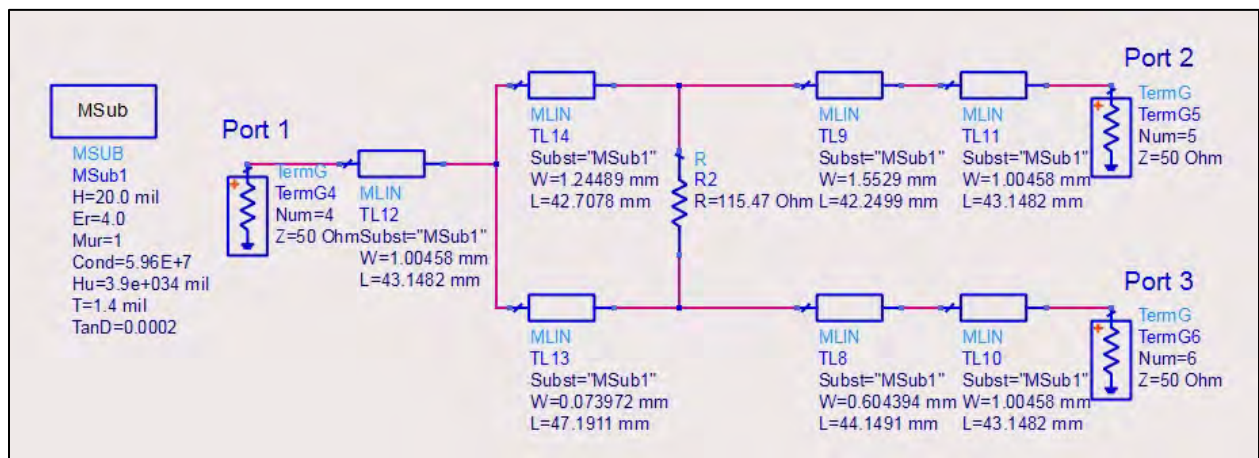 MSub
MSUB
MSub1
H=20.0 mil
Er=4.0
Mur=1
Cond=5.96E+7
Hu=3.9e+034 mil
T=1.4 mil
TanD=0.0002
Port 1
TermG
TermG4
Num=4
Z=50 Ohm
MLIN
TL12
Subst="MSub1"
W=1.00458 mm
L=43.1482 mm
MLIN
TL14
Subst="MSub1"
W=1.24489 mm
L=42.7078 mm
R
R2
R=115.47 Ohm
MLIN
TL13
Subst="MSub1"
W=0.073972 mm
L=47.1911 mm
MLIN
TL9
Subst="MSub1"
W=1.5529 mm
L=42.2499 mm
MLIN
TL11
Subst="MSub1"
W=1.00458 mm
L=43.1482 mm
Port 2
TermG
TermG5
Num=5
Z=50 Ohm
MLIN
TL8
Subst="MSub1"
W=0.604394 mm
L=44.1491 mm
MLIN
TL10
Subst="MSub1"
W=1.00458 mm
L=43.1482 mm
Port 3
TermG
TermG6
Num=6
Z=50 Ohm